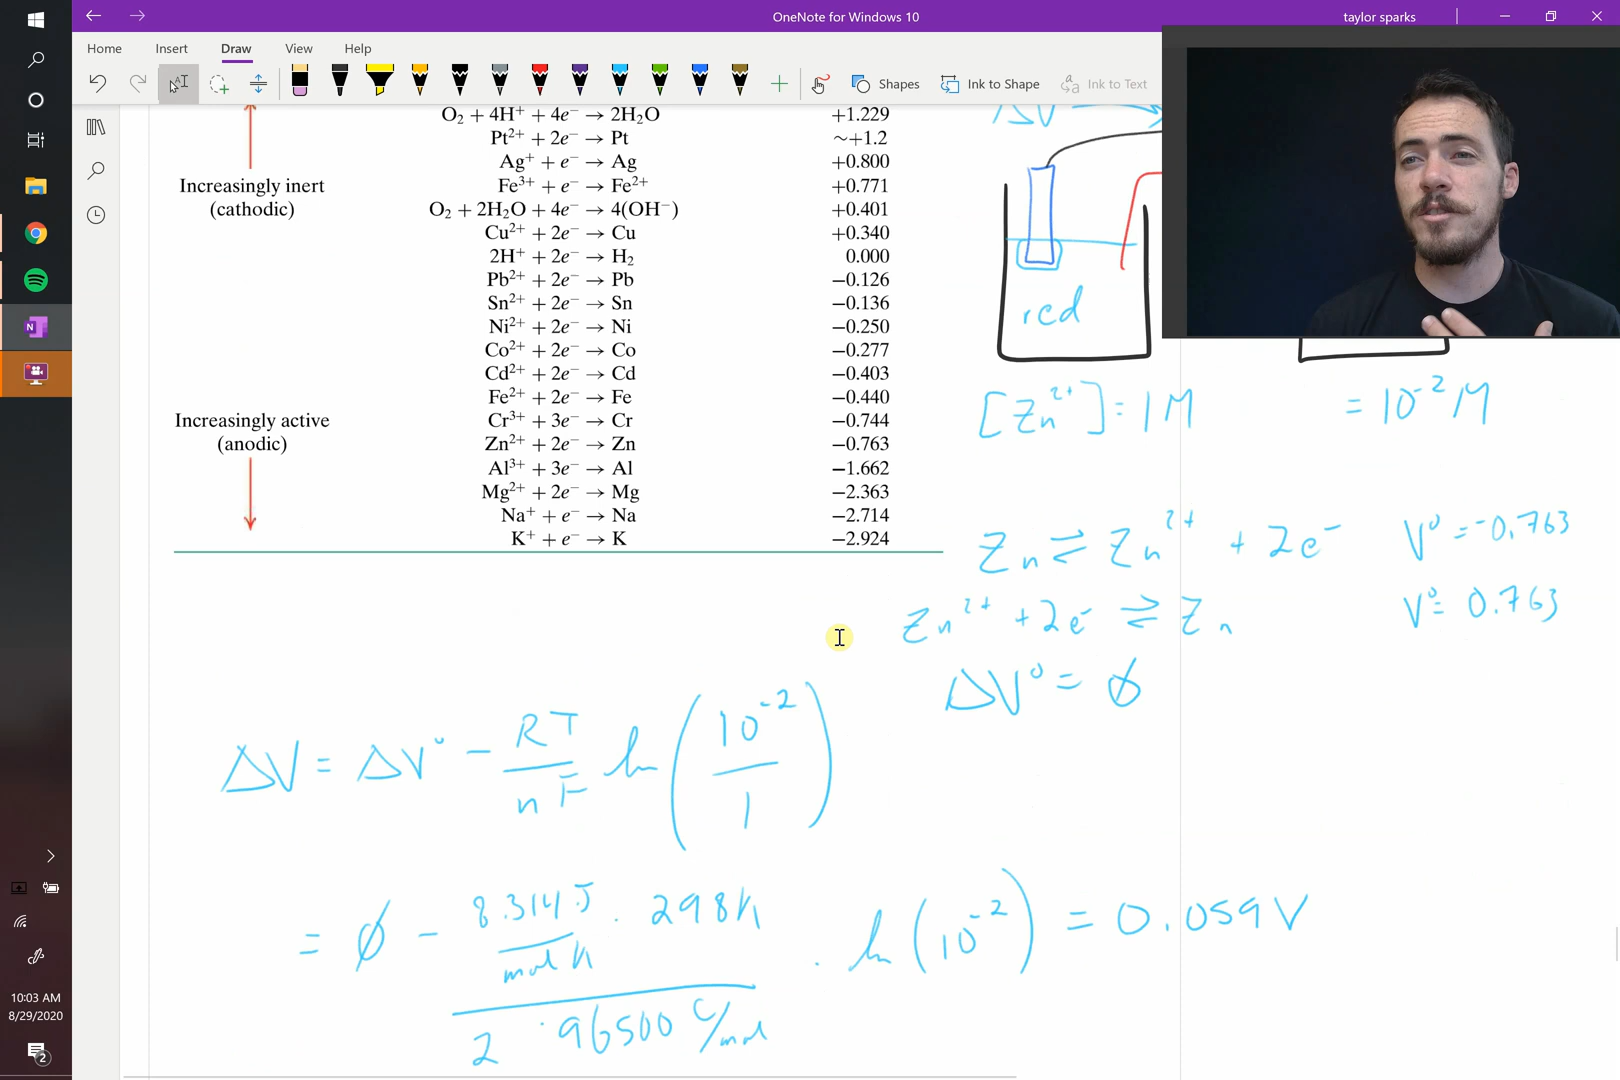 OneNote for Windows 10
taylor sparks
Home Insert Draw View Help
Shapes Ink to Shape Ink to Text
O₂ + 4H⁺ + 4e⁻ → 2H₂O +1.229
Pt²⁺ + 2e⁻ → Pt ~+1.2
Ag⁺ + e⁻ → Ag +0.800
Fe³⁺ + e⁻ → Fe²⁺ +0.771
O₂ + 2H₂O + 4e⁻ → 4(OH⁻) +0.401
Cu²⁺ + 2e⁻ → Cu +0.340
2H⁺ + 2e⁻ → H₂ 0.000
Pb²⁺ + 2e⁻ → Pb −0.126
Sn²⁺ + 2e⁻ → Sn −0.136
Ni²⁺ + 2e⁻ → Ni −0.250
Co²⁺ + 2e⁻ → Co −0.277
Cd²⁺ + 2e⁻ → Cd −0.403
Fe²⁺ + 2e⁻ → Fe −0.440
Cr³⁺ + 3e⁻ → Cr −0.744
Zn²⁺ + 2e⁻ → Zn −0.763
Al³⁺ + 3e⁻ → Al −1.662
Mg²⁺ + 2e⁻ → Mg −2.363
Na⁺ + e⁻ → Na −2.714
K⁺ + e⁻ → K −2.924
Increasingly inert
(cathodic)
Increasingly active
(anodic)
ΔV
red
[Zn²⁺] = 1M = 10⁻² M
Zn ⇌ Zn²⁺ + 2e⁻ V⁰ = -0.763
Zn²⁺ + 2e⁻ ⇌ Zn V⁰= 0.763
ΔV⁰ = ∅
ΔV = ΔV⁰ − RT/nF ln(10⁻²/1)
= ∅ − 8.314J/mol K · 298K / 2 · 96500 C/mol · ln(10⁻²) = 0.059V
10:03 AM
8/29/2020
2